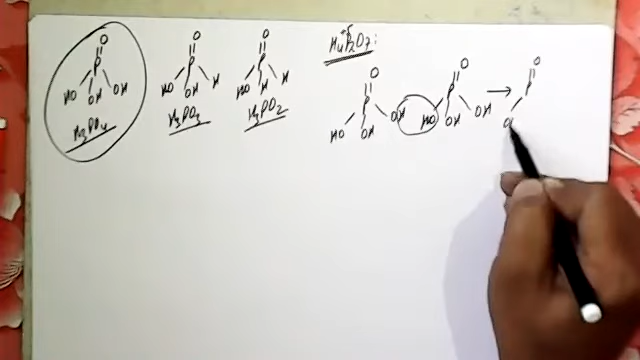 O O O H₄P₂O₇:
P P P
HO OH OH HO OH H HO H H
H₃PO₄ H₃PO₃ H₃PO₂
O O O
P P → P
HO OH OH HO OH OH O